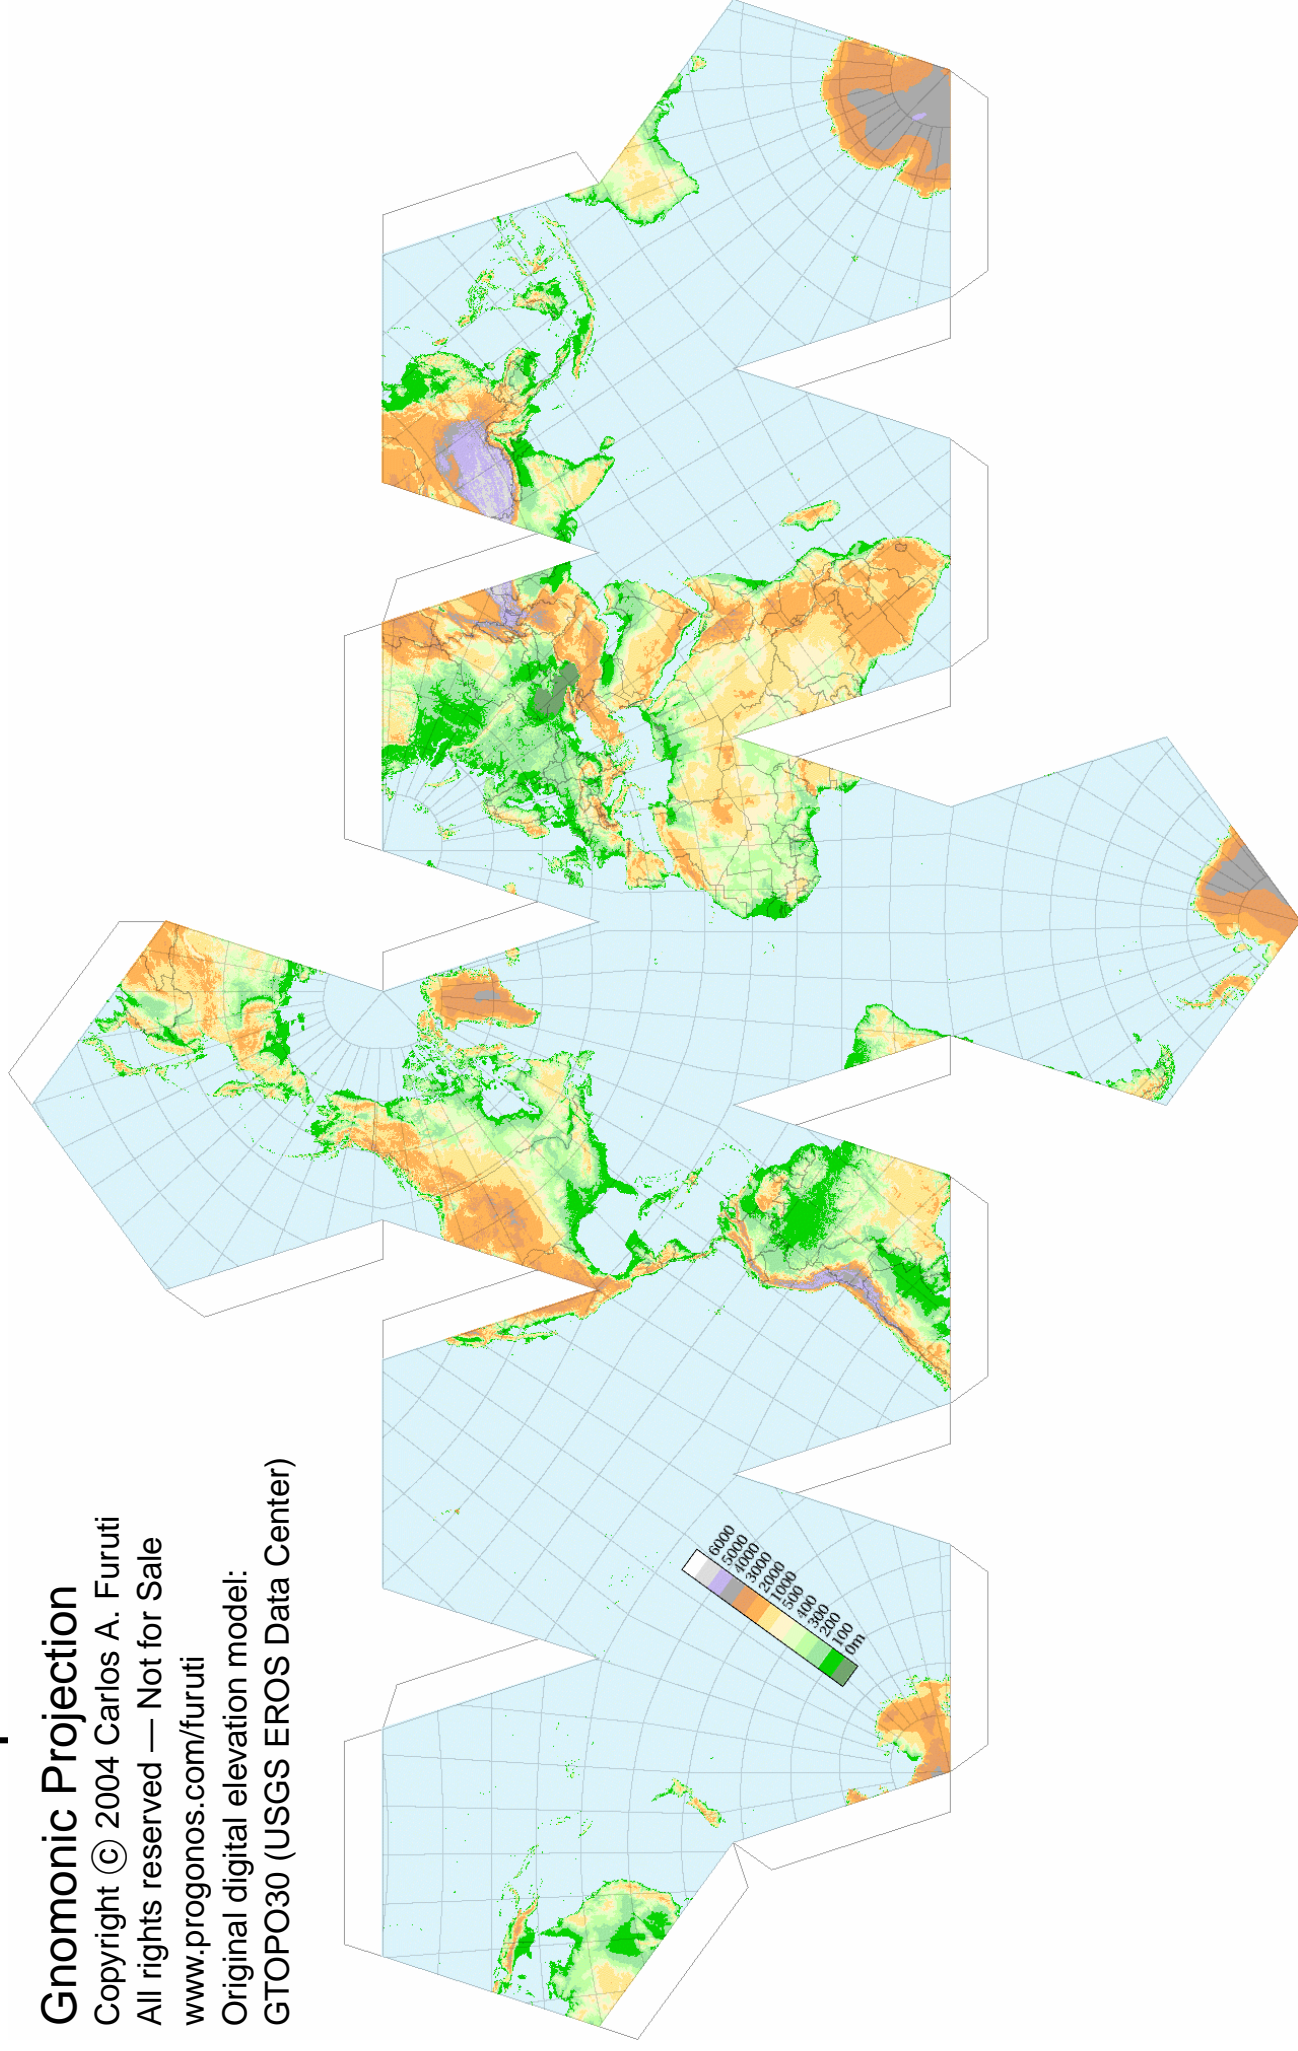 Gnomonic Projection
Copyright © 2004 Carlos A. Furuti
All rights reserved — Not for Sale
www.progonos.com/furuti
Original digital elevation model:
GTOPO30 (USGS EROS Data Center)
6000
5000
4000
3000
2000
1000
500
400
300
200
100
0m